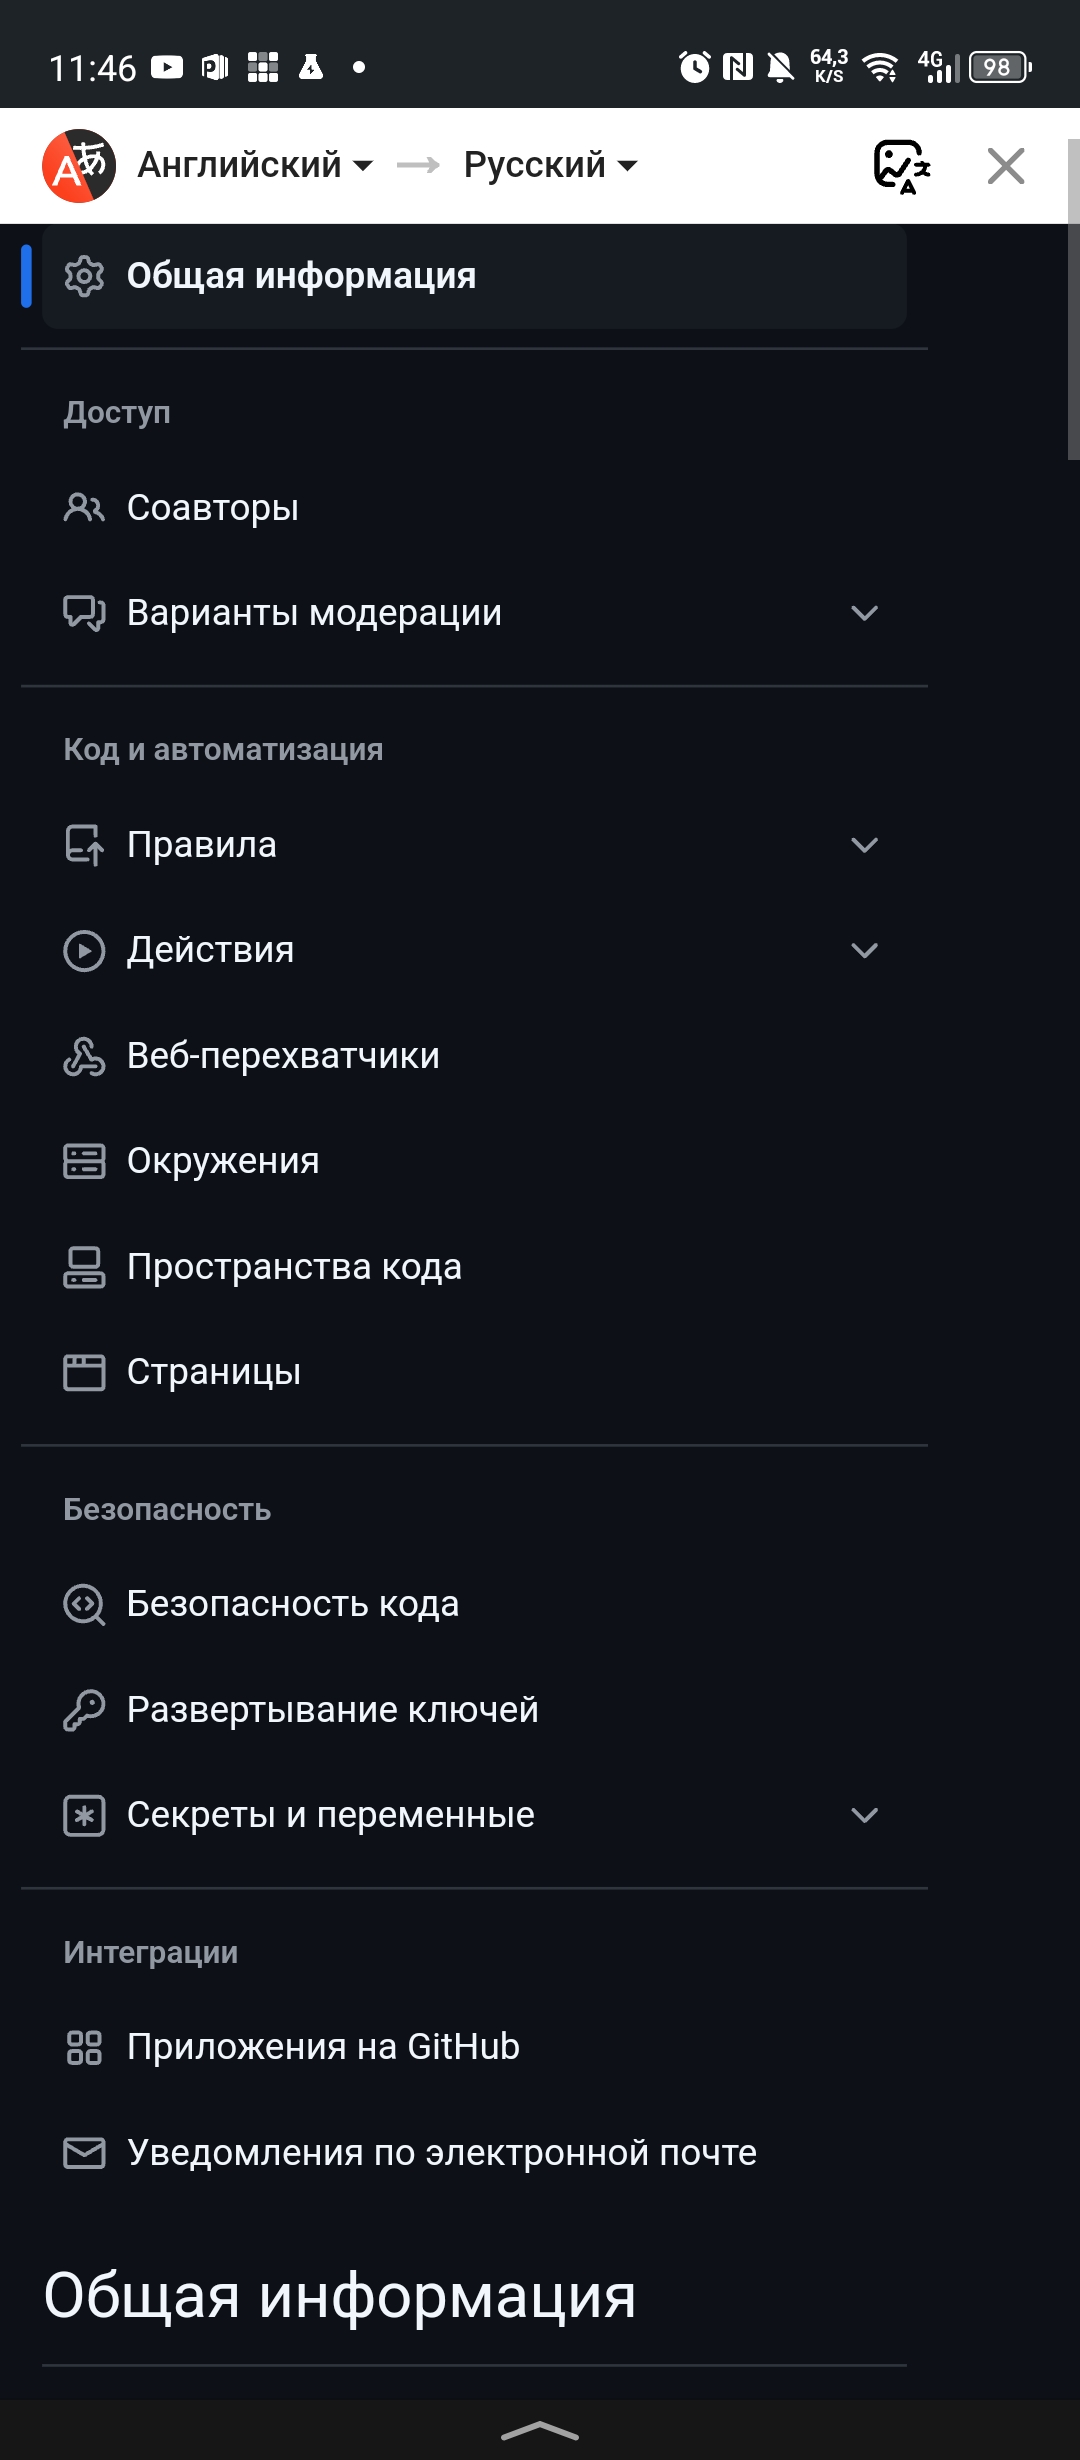 11:46 64,3 K/S 4G 98
Английский Русский
Общая информация
Доступ
Соавторы
Варианты модерации
Код и автоматизация
Правила
Действия
Веб-перехватчики
Окружения
Пространства кода
Страницы
Безопасность
Безопасность кода
Развертывание ключей
Секреты и переменные
Интеграции
Приложения на GitHub
Уведомления по электронной почте
Общая информация